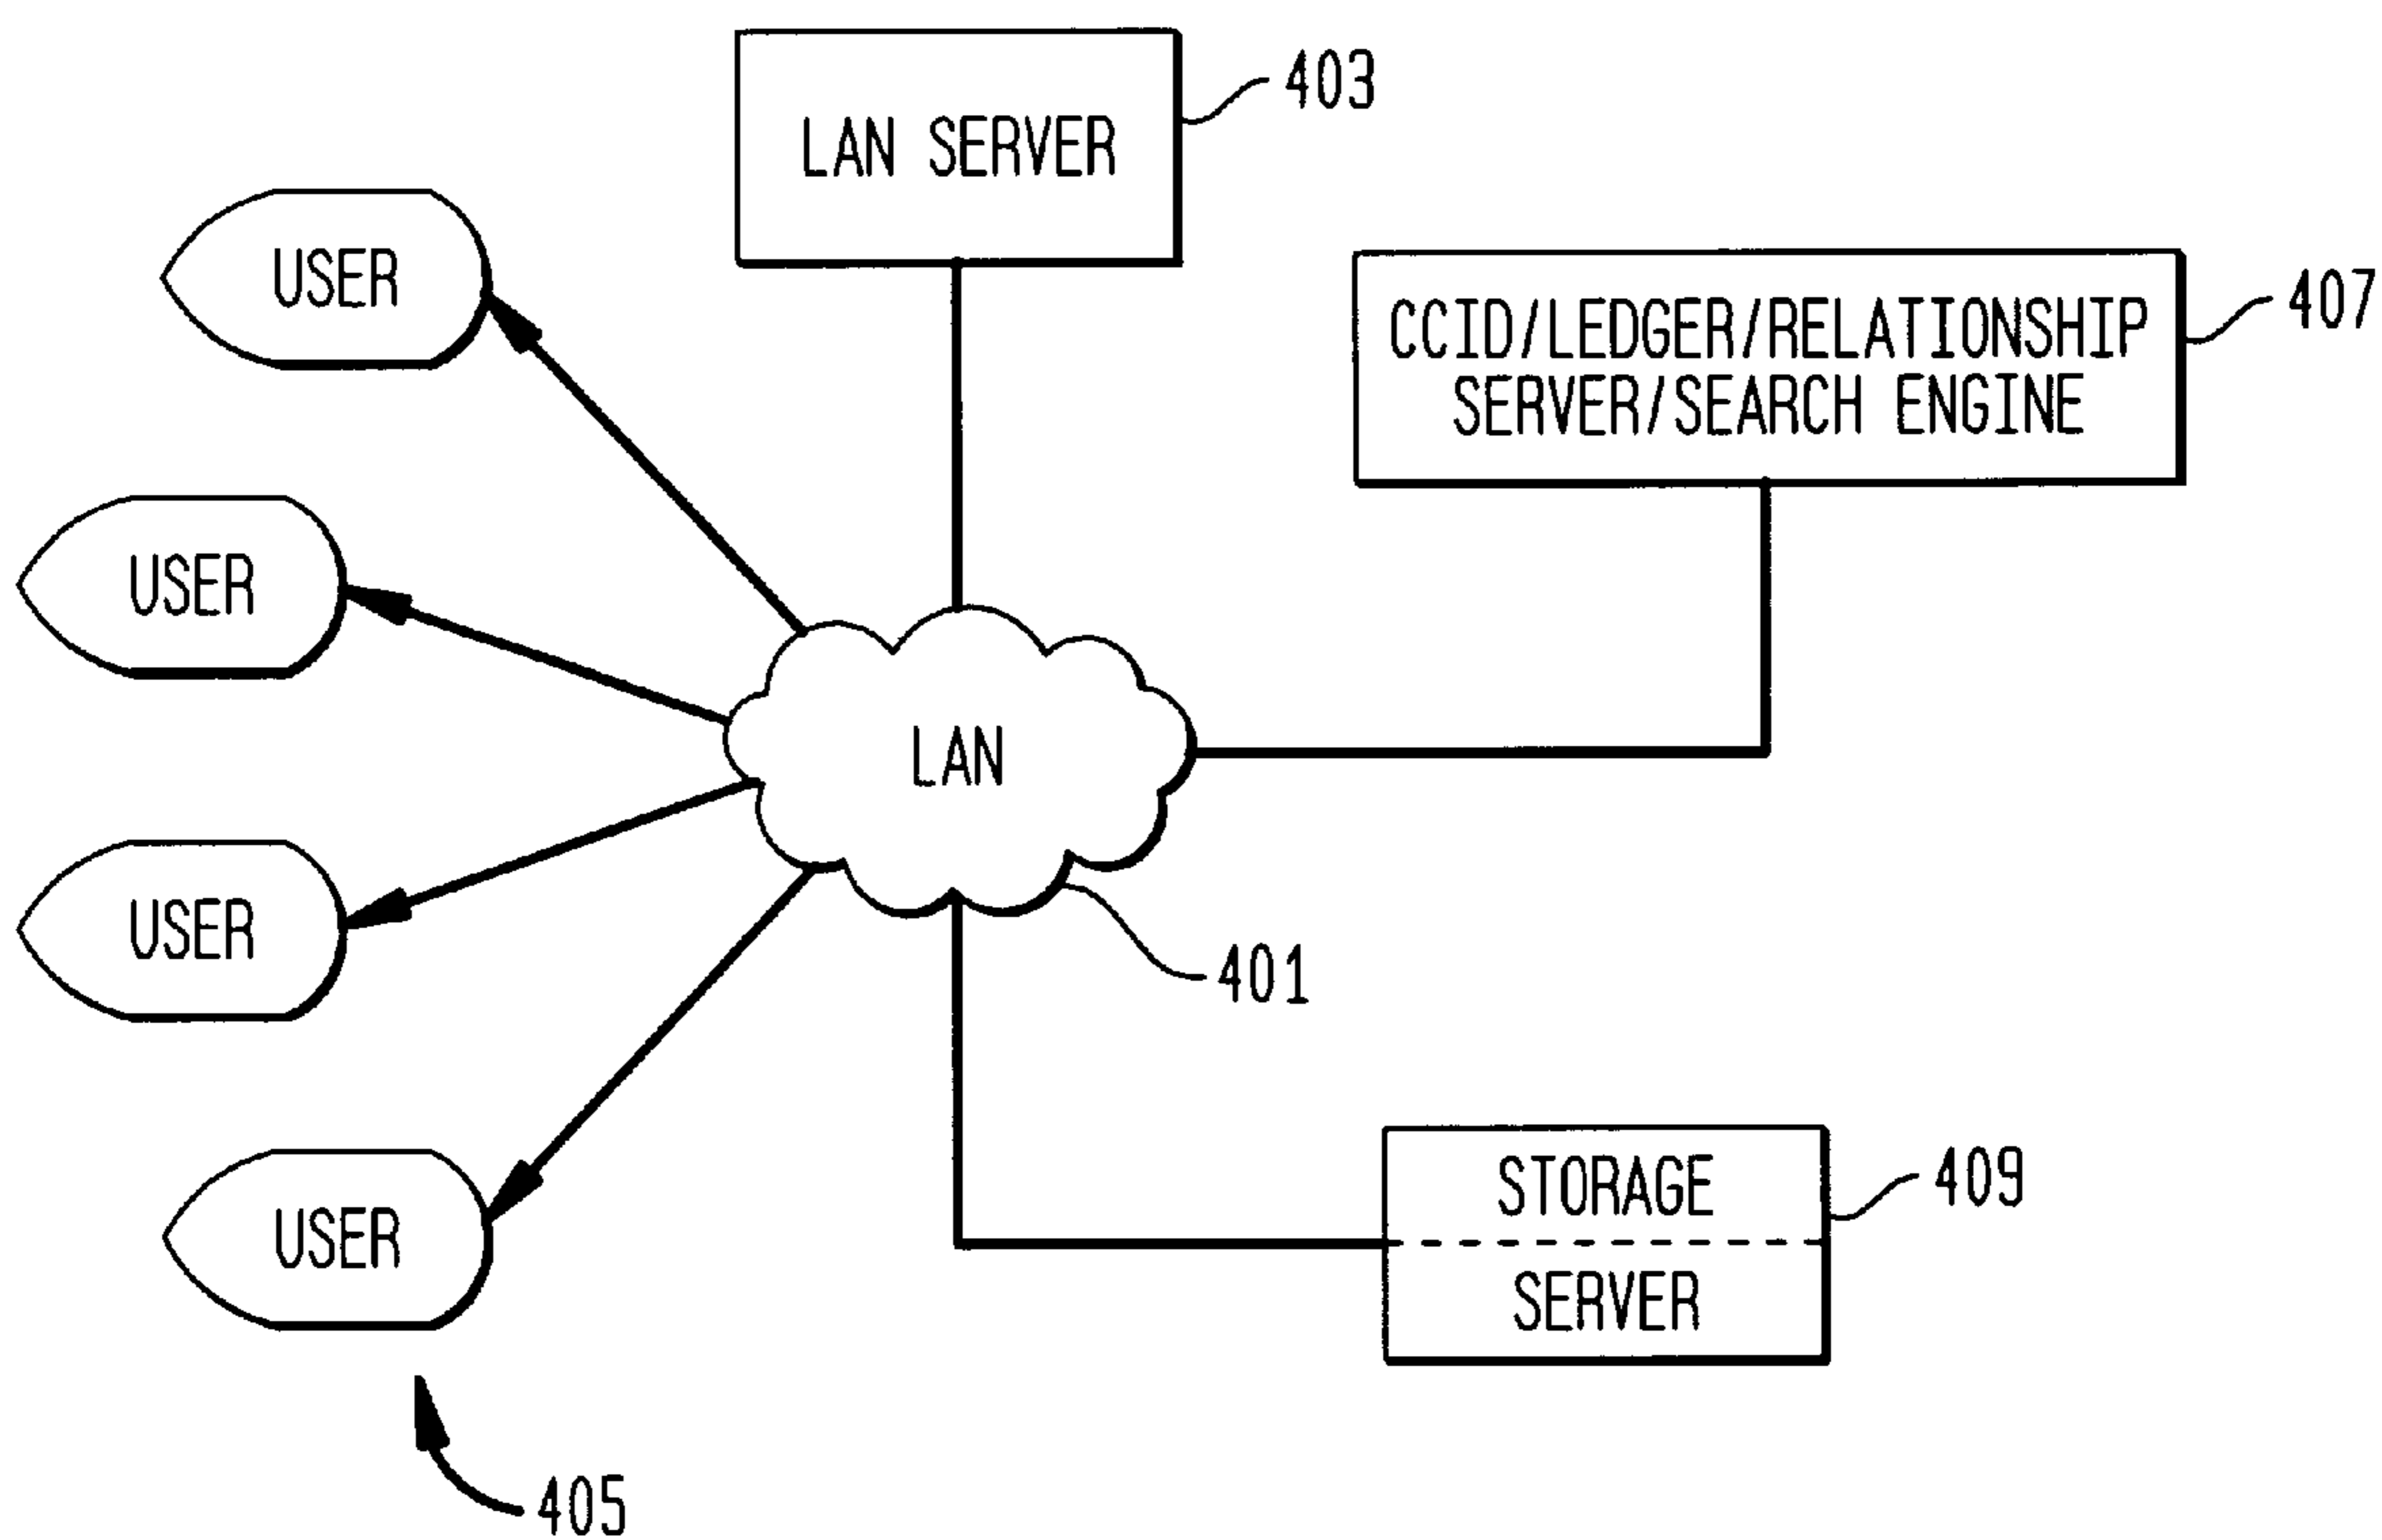 403
LAN SERVER
USER
407
CCID/LEDGER/RELATIONSHIP
SERVER/SEARCH ENGINE
USER
LAN
USER
401
STORAGE
409
USER
SERVER
405